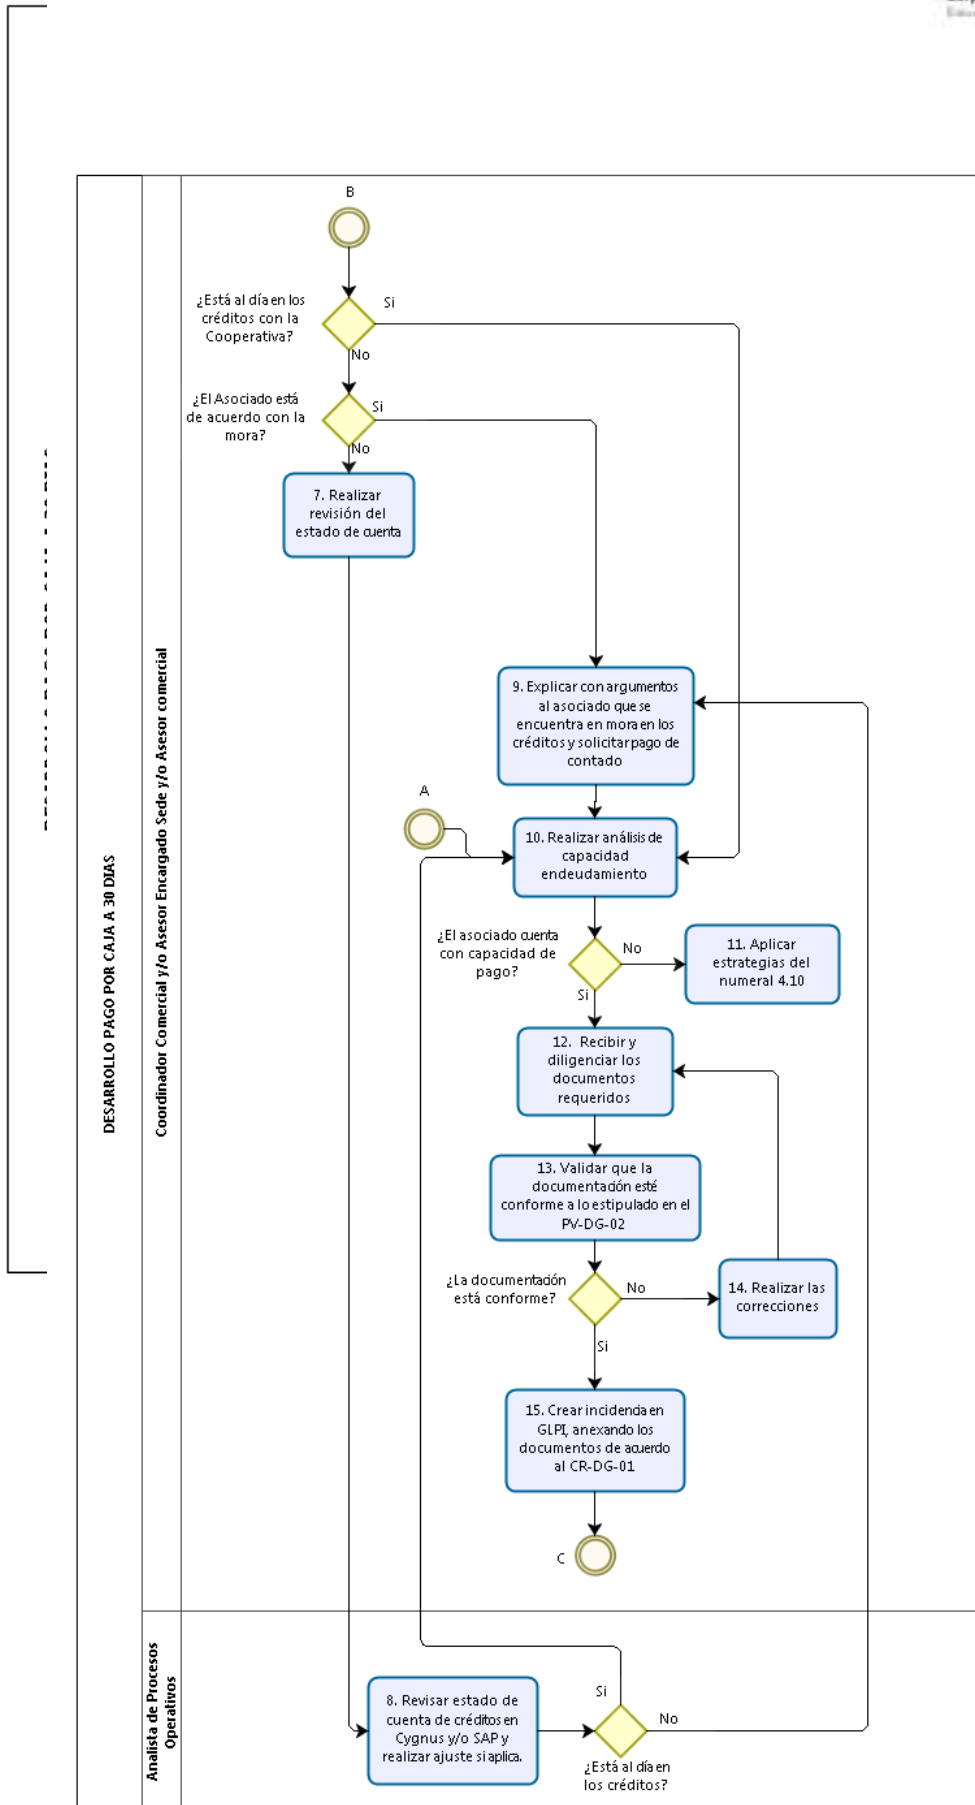 B
¿Está al día en los
créditos con la
Cooperativa?
Si
No
¿El Asociado está
de acuerdo con la
mora?
Si
No
7. Realizar
revisión del
estado de cuenta
9. Explicar con argumentos
al asociado que se
encuentra en mora en los
créditos y solicitar pago de
contado
A
10. Realizar análisis de
capacidad
endeudamiento
¿El asociado cuenta
con capacidad de
pago?
No
Si
11. Aplicar
estrategias del
numeral 4.10
12. Recibir y
diligenciar los
documentos
requeridos
13. Validar que la
documentación esté
conforme a lo estipulado en el
PV-DG-02
¿La documentación
está conforme?
No
Si
14. Realizar las
correcciones
15. Crear incidencia en
GLPI, anexando los
documentos de acuerdo
al CR-DG-01
C
DESARROLLO PAGO POR CAJA A 30 DIAS
Coordinador Comercial y/o Asesor Encargado Sede y/o Asesor comercial
Analista de Procesos
Operativos
8. Revisar estado de
cuenta de créditos en
Cygnus y/o SAP y
realizar ajuste si aplica.
Si
No
¿Está al día en
los créditos?